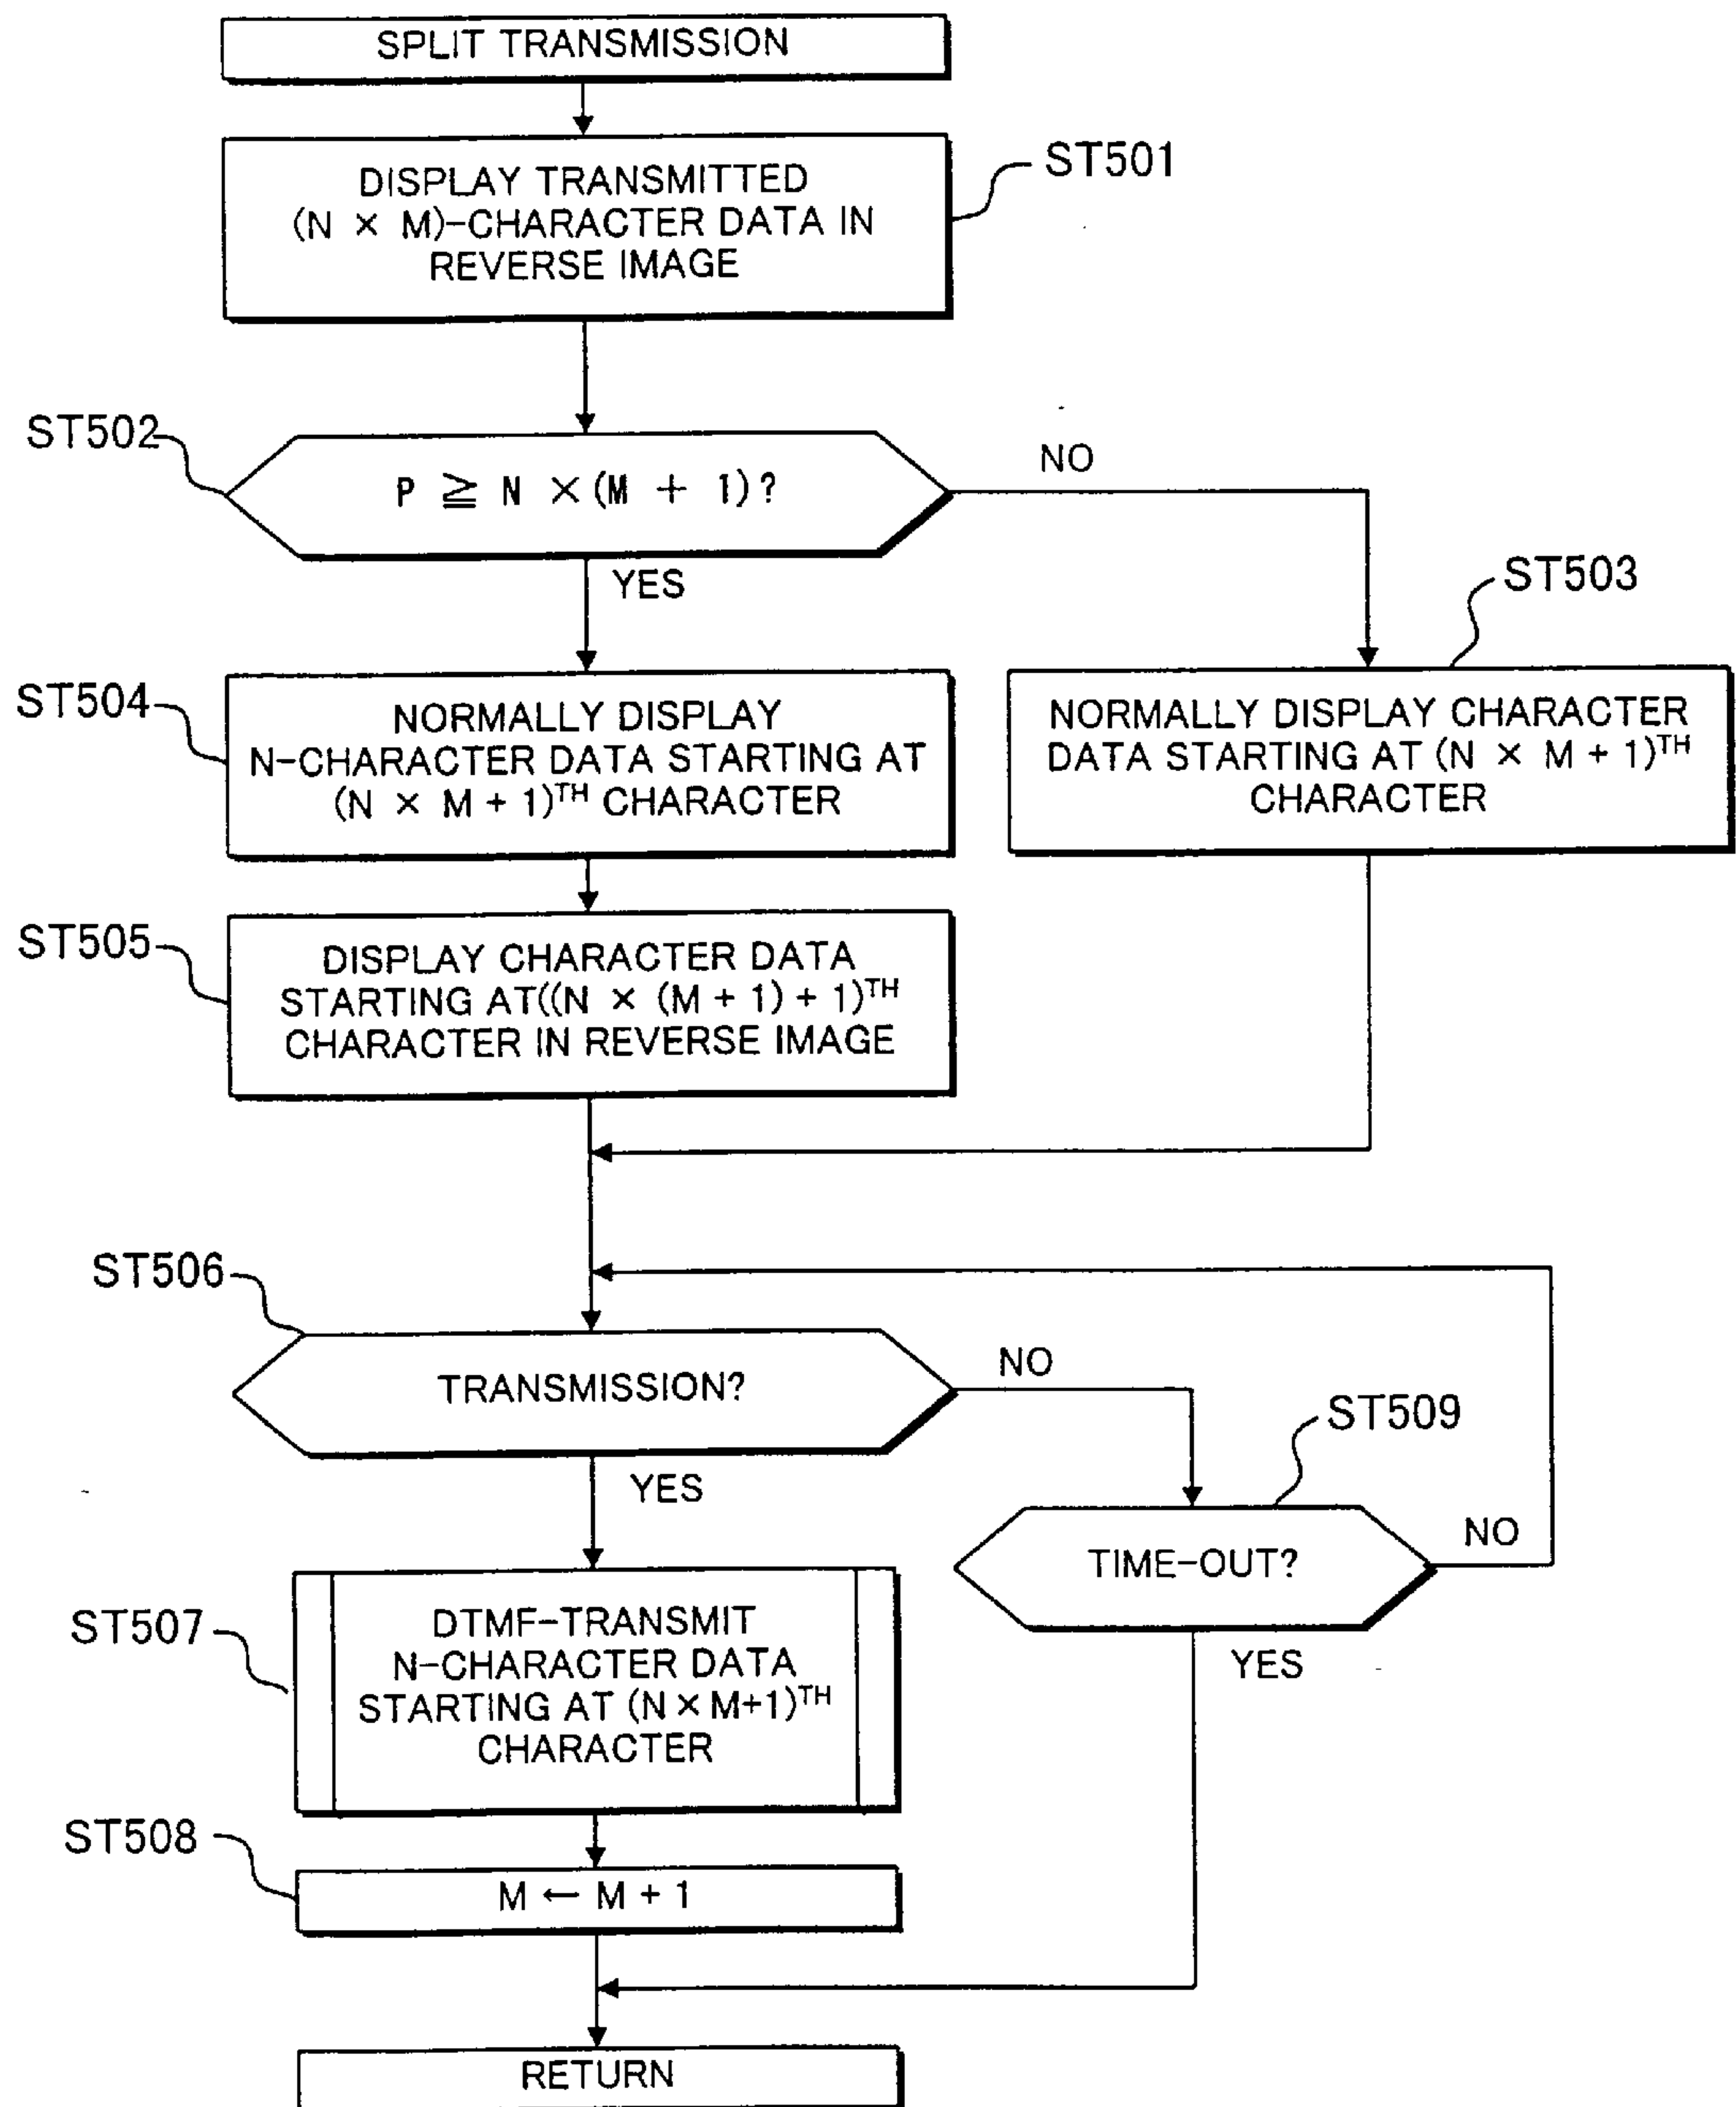 SPLIT TRANSMISSION
DISPLAY TRANSMITTED
(N × M)-CHARACTER DATA IN
REVERSE IMAGE
ST501
ST502
P ≧ N × (M + 1)?
NO
YES
ST503
ST504
NORMALLY DISPLAY
N-CHARACTER DATA STARTING AT
(N × M + 1)TH CHARACTER
NORMALLY DISPLAY CHARACTER
DATA STARTING AT (N × M + 1)TH
CHARACTER
ST505
DISPLAY CHARACTER DATA
STARTING AT((N × (M + 1) + 1)TH
CHARACTER IN REVERSE IMAGE
ST506
TRANSMISSION?
NO
YES
ST509
TIME-OUT?
NO
YES
ST507
DTMF-TRANSMIT
N-CHARACTER DATA
STARTING AT (N × M+1)TH
CHARACTER
ST508
M ← M + 1
RETURN